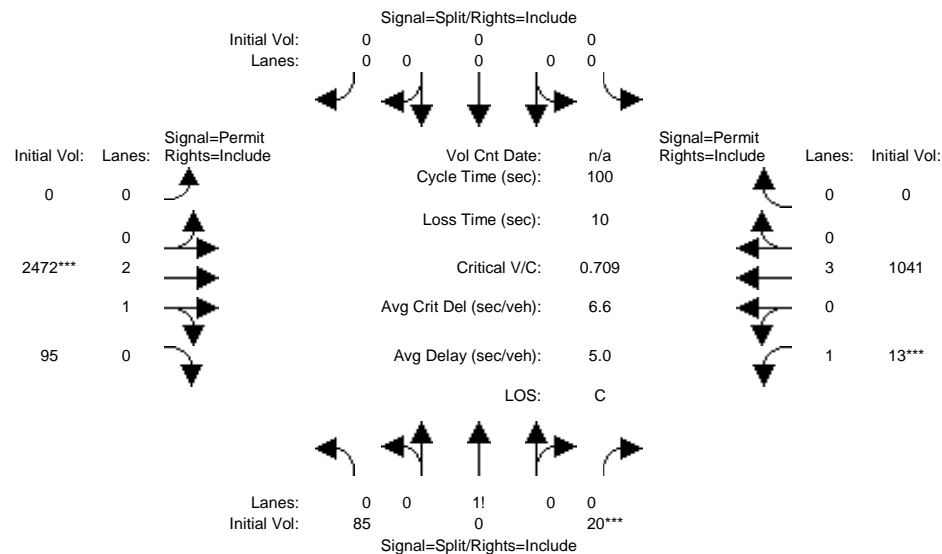 Signal=Split/Rights=Include
Initial Vol: 0 0 0
Lanes: 0 0 0 0 0
Signal=Permit Signal=Permit
Initial Vol: Lanes: Rights=Include Vol Cnt Date: n/a Rights=Include Lanes: Initial Vol:
Cycle Time (sec): 100
0 0 0 0
Loss Time (sec): 10
0 0
2472*** 2 Critical V/C: 0.709 3 1041
1 Avg Crit Del (sec/veh): 6.6 0
95 0 Avg Delay (sec/veh): 5.0 1 13***
LOS: C
Lanes: 0 0 1! 0 0
Initial Vol: 85 0 20***
Signal=Split/Rights=Include